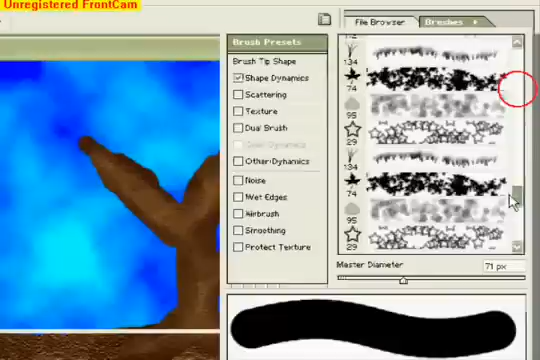 Unregistered FrontCam
File Browser
Brushes
Brush Presets
Brush Tip Shape
Shape Dynamics
Scattering
Texture
Dual Brush
Other Dynamics
Noise
Wet Edges
Airbrush
Smoothing
Protect Texture
134
74
95
29
134
74
95
29
Master Diameter
71 px